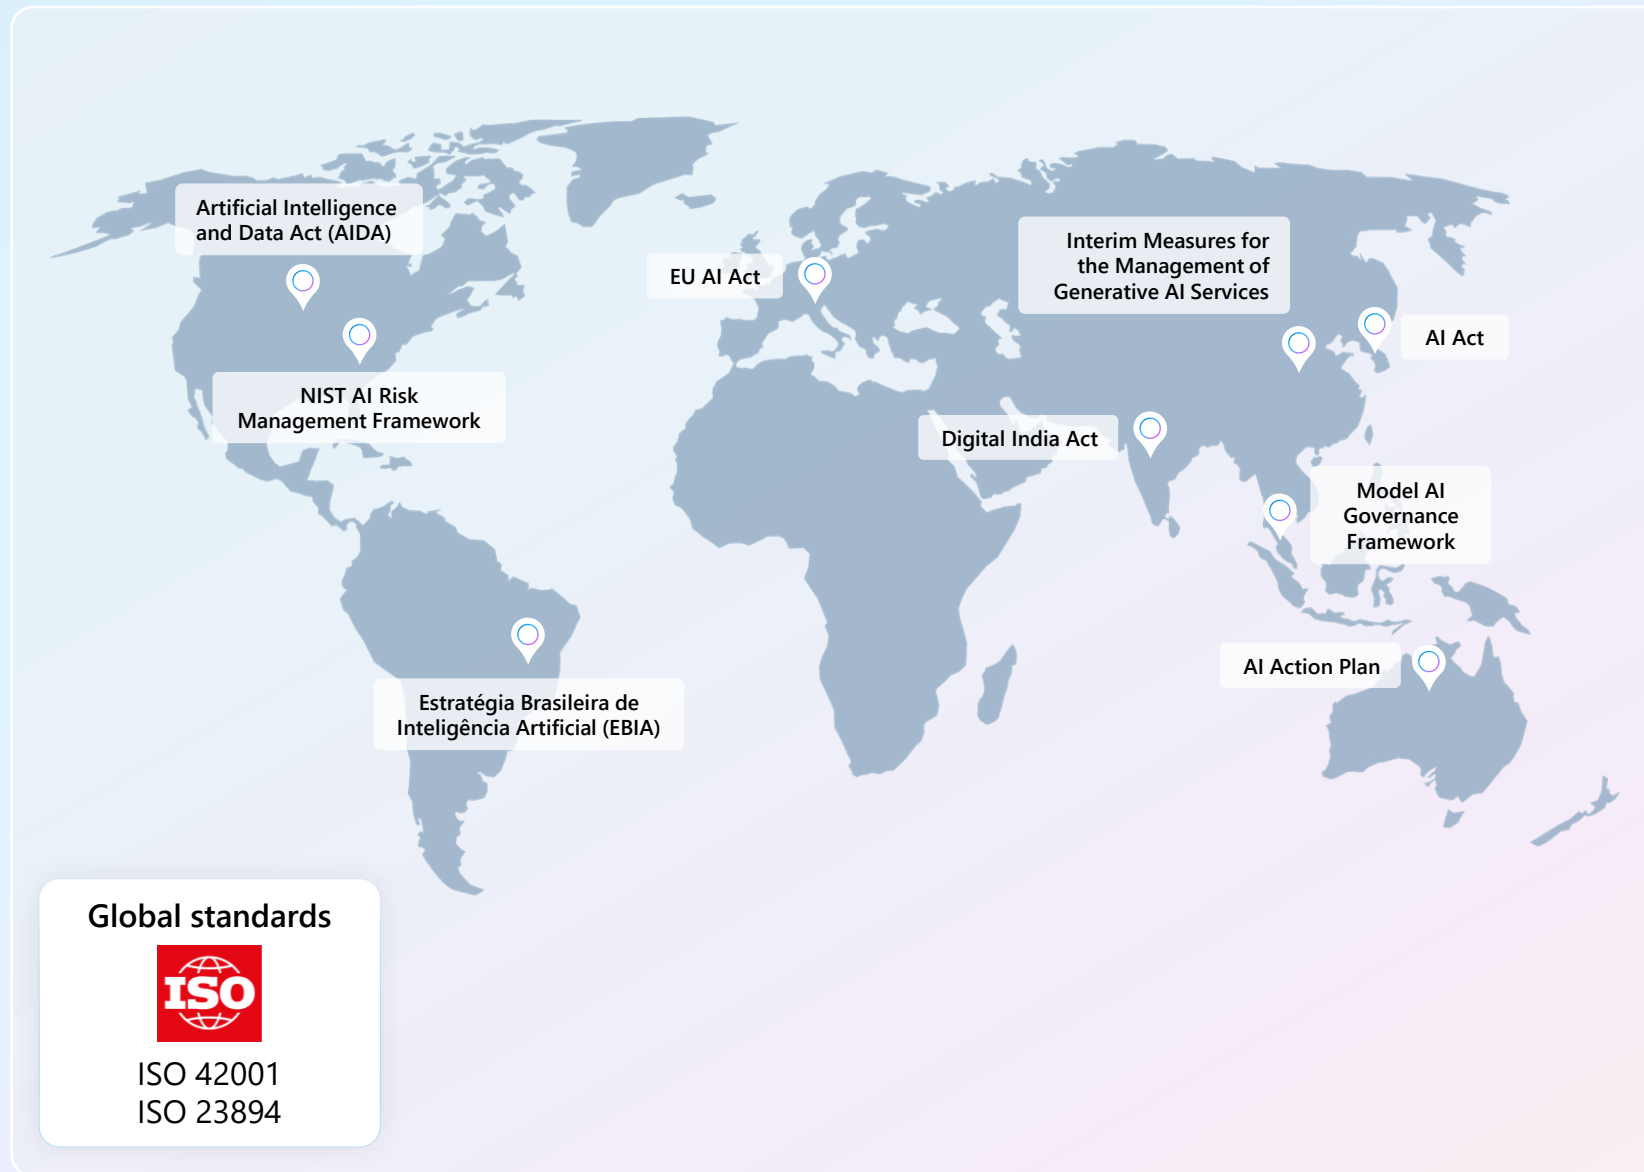 Artificial Intelligence
and Data Act (AIDA)
NIST AI Risk
Management Framework
Estratégia Brasileira de
Inteligência Artificial (EBIA)
EU AI Act
Interim Measures for
the Management of
Generative AI Services
AI Act
Digital India Act
Model AI
Governance
Framework
AI Action Plan
Global standards
ISO
ISO 42001
ISO 23894